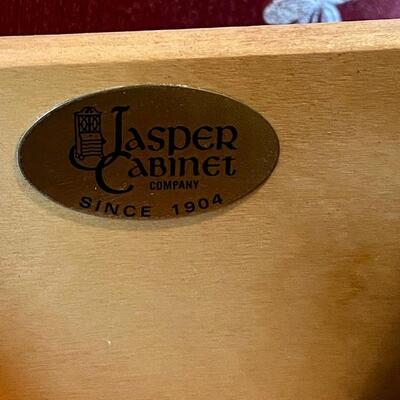 Jasper
Cabinet
COMPANY
SINCE 1904